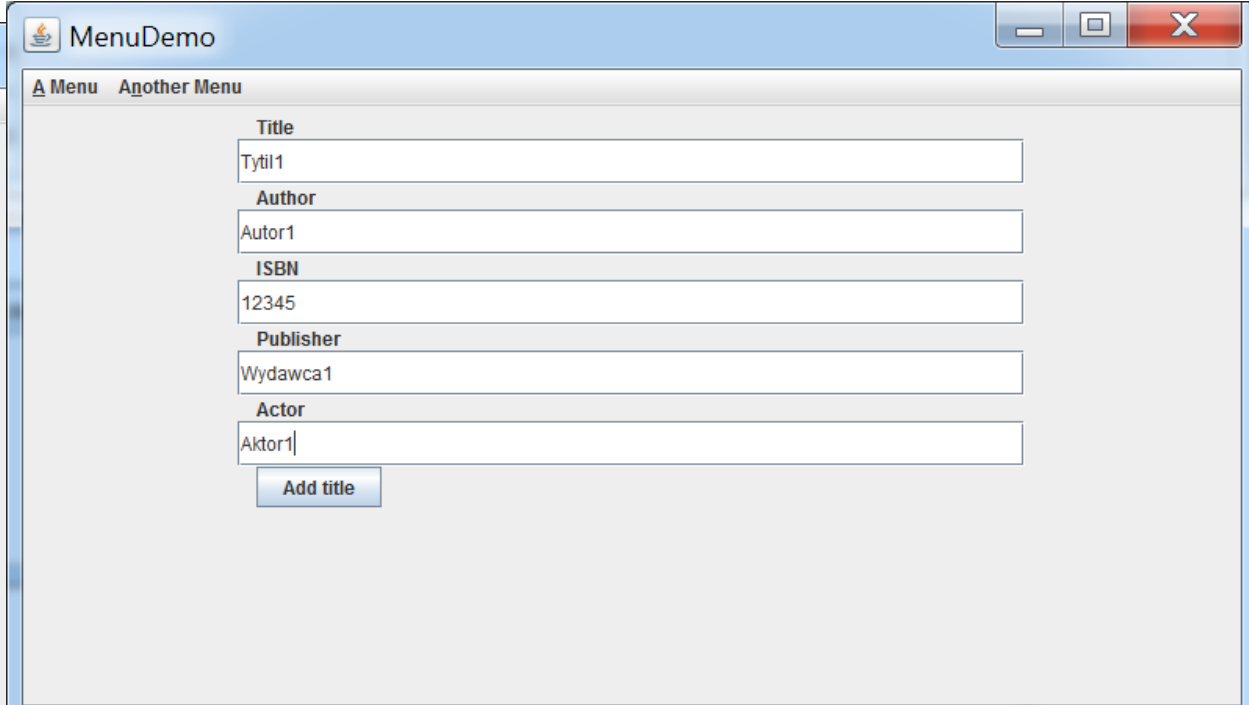 MenuDemo
A Menu Another Menu
Title
Tytil1
Author
Autor1
ISBN
12345
Publisher
Wydawca1
Actor
Aktor1
Add title